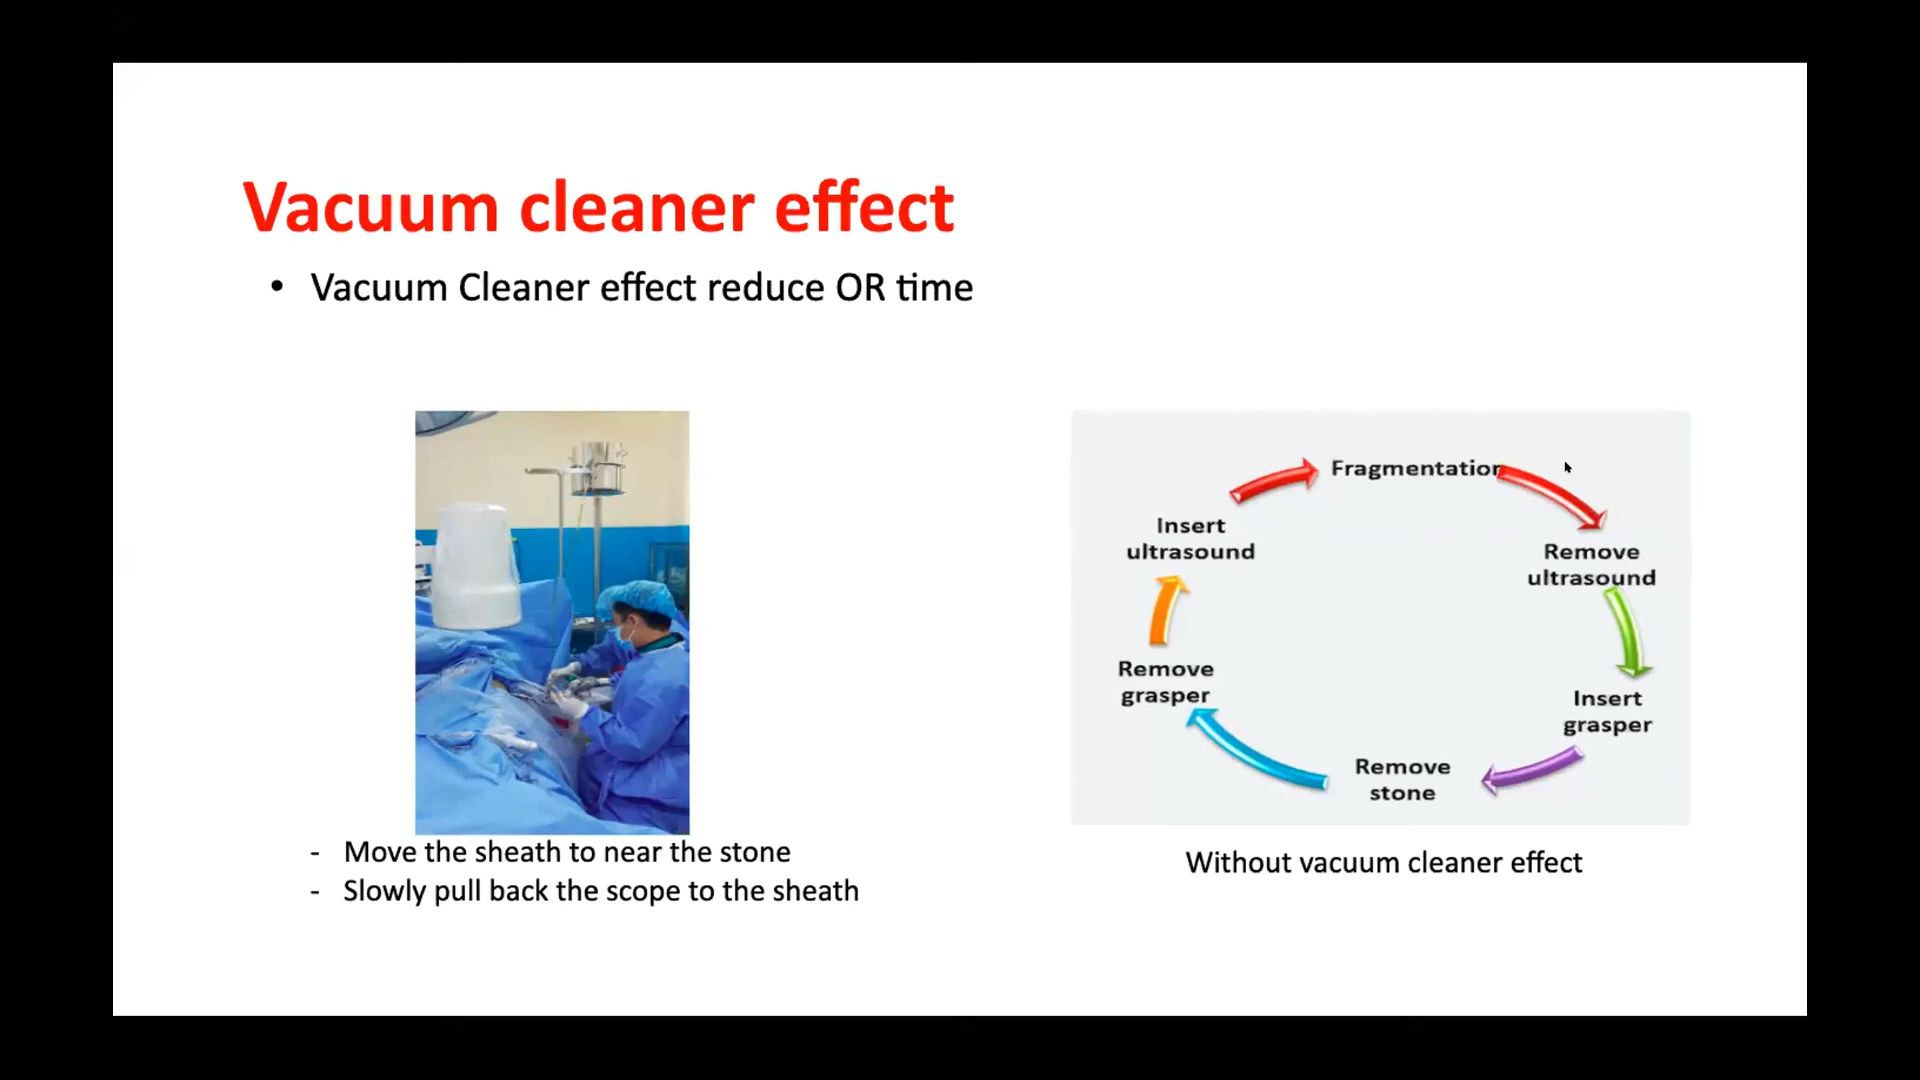 Vacuum cleaner effect
• Vacuum Cleaner effect reduce OR time
- Move the sheath to near the stone
- Slowly pull back the scope to the sheath
Fragmentation
Remove
ultrasound
Insert
grasper
Remove
stone
Remove
grasper
Insert
ultrasound
Without vacuum cleaner effect